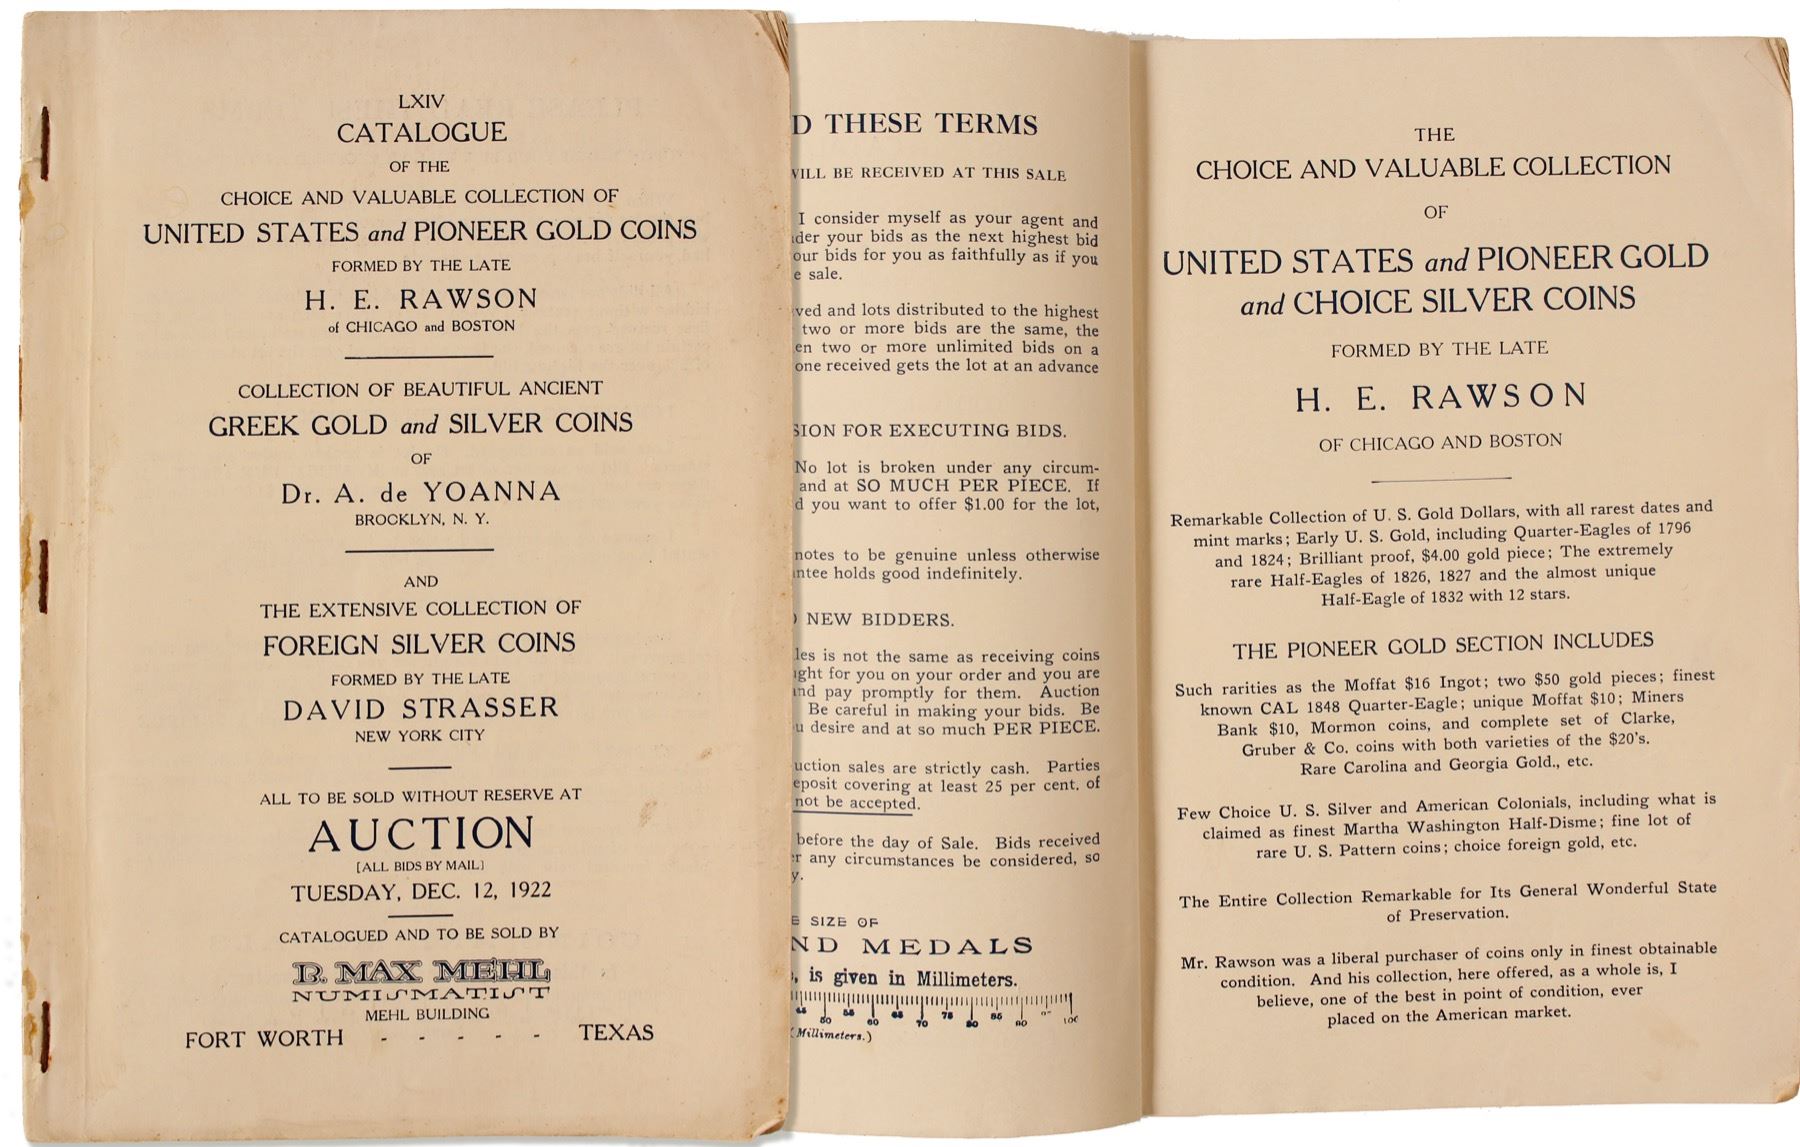 LXIV
CATALOGUE
OF THE
CHOICE AND VALUABLE COLLECTION OF
UNITED STATES and PIONEER GOLD COINS
FORMED BY THE LATE
H. E. RAWSON
of CHICAGO and BOSTON
COLLECTION OF BEAUTIFUL ANCIENT
GREEK GOLD and SILVER COINS
OF
Dr. A. de YOANNA
BROOKLYN, N. Y.
AND
THE EXTENSIVE COLLECTION OF
FOREIGN SILVER COINS
FORMED BY THE LATE
DAVID STRASSER
NEW YORK CITY
ALL TO BE SOLD WITHOUT RESERVE AT
AUCTION
[ALL BIDS BY MAIL]
TUESDAY, DEC. 12, 1922
CATALOGUED AND TO BE SOLD BY
B. MAX MEHL
NUMISMATIST
MEHL BUILDING
FORT WORTH - - - - - TEXAS
D THESE TERMS
WILL BE RECEIVED AT THIS SALE
I consider myself as your agent and
der your bids as the next highest bid
our bids for you as faithfully as if you
e sale.
ved and lots distributed to the highest
two or more bids are the same, the
en two or more unlimited bids on a
one received gets the lot at an advance
SION FOR EXECUTING BIDS.
No lot is broken under any circum-
and at SO MUCH PER PIECE. If
d you want to offer $1.00 for the lot,
notes to be genuine unless otherwise
ntee holds good indefinitely.
NEW BIDDERS.
les is not the same as receiving coins
ght for you on your order and you are
nd pay promptly for them. Auction
Be careful in making your bids. Be
u desire and at so much PER PIECE.
uction sales are strictly cash. Parties
eposit covering at least 25 per cent. of
not be accepted.
before the day of Sale. Bids received
er any circumstances be considered, so
y.
E SIZE OF
ND MEDALS
, is given in Millimeters.
45 50 55 60 65 70 75 80 85 90 100
(Millimeters.)
THE
CHOICE AND VALUABLE COLLECTION
OF
UNITED STATES and PIONEER GOLD
and CHOICE SILVER COINS
FORMED BY THE LATE
H. E. RAWSON
OF CHICAGO AND BOSTON
Remarkable Collection of U. S. Gold Dollars, with all rarest dates and
mint marks; Early U. S. Gold, including Quarter-Eagles of 1796
and 1824; Brilliant proof, $4.00 gold piece; The extremely
rare Half-Eagles of 1826, 1827 and the almost unique
Half-Eagle of 1832 with 12 stars.
THE PIONEER GOLD SECTION INCLUDES
Such rarities as the Moffat $16 Ingot; two $50 gold pieces; finest
known CAL 1848 Quarter-Eagle; unique Moffat $10; Miners
Bank $10, Mormon coins, and complete set of Clarke,
Gruber & Co. coins with both varieties of the $20's.
Rare Carolina and Georgia Gold., etc.
Few Choice U. S. Silver and American Colonials, including what is
claimed as finest Martha Washington Half-Disme; fine lot of
rare U. S. Pattern coins; choice foreign gold, etc.
The Entire Collection Remarkable for Its General Wonderful State
of Preservation.
Mr. Rawson was a liberal purchaser of coins only in finest obtainable
condition. And his collection, here offered, as a whole is, I
believe, one of the best in point of condition, ever
placed on the American market.